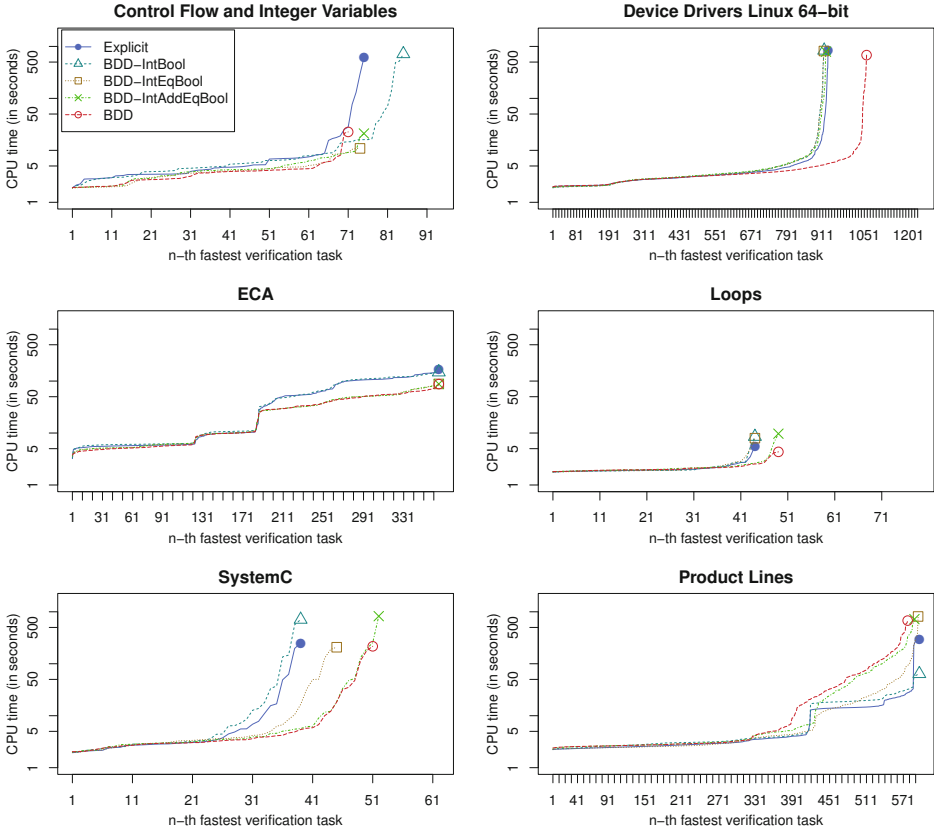 Control Flow and Integer Variables
CPU time (in seconds)
500
50
5
1
Explicit
BDD−IntBool
BDD−IntEqBool
BDD−IntAddEqBool
BDD
1 11 21 31 41 51 61 71 81 91
n−th fastest verification task
Device Drivers Linux 64−bit
CPU time (in seconds)
500
50
5
1
1 81 191 311 431 551 671 791 911 1051 1201
n−th fastest verification task
ECA
CPU time (in seconds)
500
50
5
1
1 31 61 91 131 171 211 251 291 331
n−th fastest verification task
Loops
CPU time (in seconds)
500
50
5
1
1 11 21 31 41 51 61 71
n−th fastest verification task
SystemC
CPU time (in seconds)
500
50
5
1
1 11 21 31 41 51 61
n−th fastest verification task
Product Lines
CPU time (in seconds)
500
50
5
1
1 41 91 151 211 271 331 391 451 511 571
n−th fastest verification task